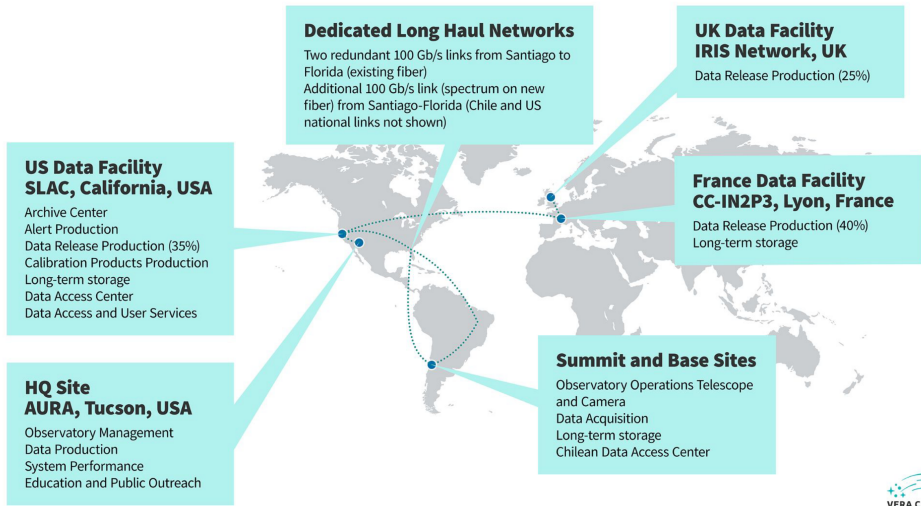 Dedicated Long Haul Networks
Two redundant 100 Gb/s links from Santiago to
Florida (existing fiber)
Additional 100 Gb/s link (spectrum on new
fiber) from Santiago-Florida (Chile and US
national links not shown)
UK Data Facility
IRIS Network, UK
Data Release Production (25%)
US Data Facility
SLAC, California, USA
Archive Center
Alert Production
Data Release Production (35%)
Calibration Products Production
Long-term storage
Data Access Center
Data Access and User Services
France Data Facility
CC-IN2P3, Lyon, France
Data Release Production (40%)
Long-term storage
HQ Site
AURA, Tucson, USA
Observatory Management
Data Production
System Performance
Education and Public Outreach
Summit and Base Sites
Observatory Operations Telescope
and Camera
Data Acquisition
Long-term storage
Chilean Data Access Center
VERA C